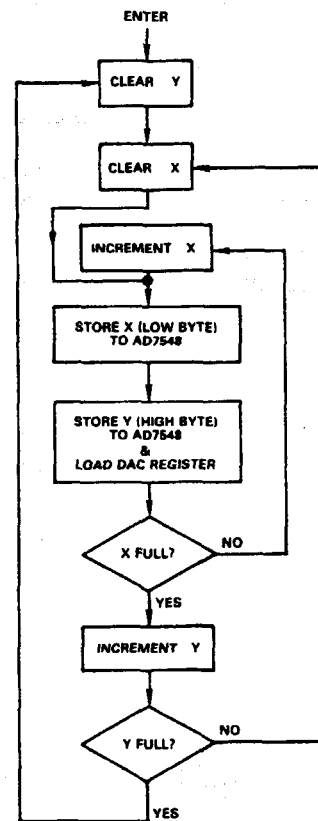 ENTER
CLEAR Y
CLEAR X
INCREMENT X
STORE X (LOW BYTE)
TO AD7548
STORE Y (HIGH BYTE)
TO AD7548
&
LOAD DAC REGISTER
X FULL?
NO
YES
INCREMENT Y
Y FULL?
NO
YES